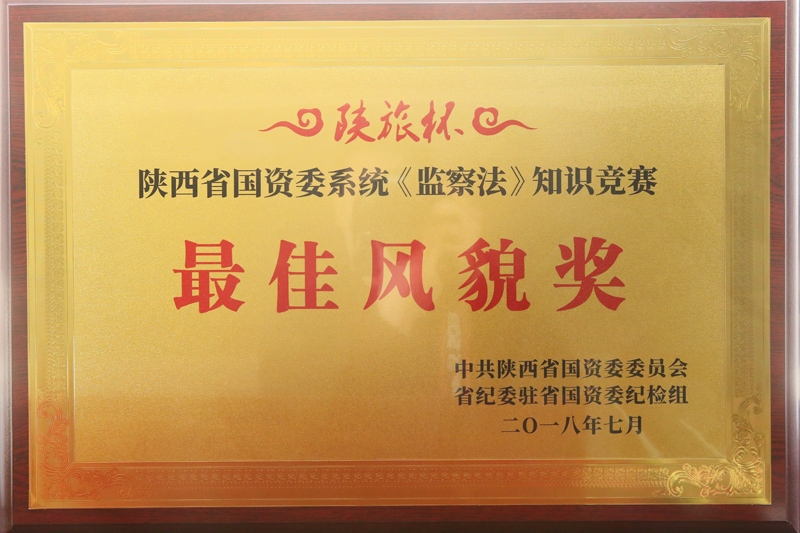 陕旅杯
陕西省国资委系统《监察法》知识竞赛
最佳风貌奖
中共陕西省国资委委员会
省纪委驻省国资委纪检组
二〇一八年七月